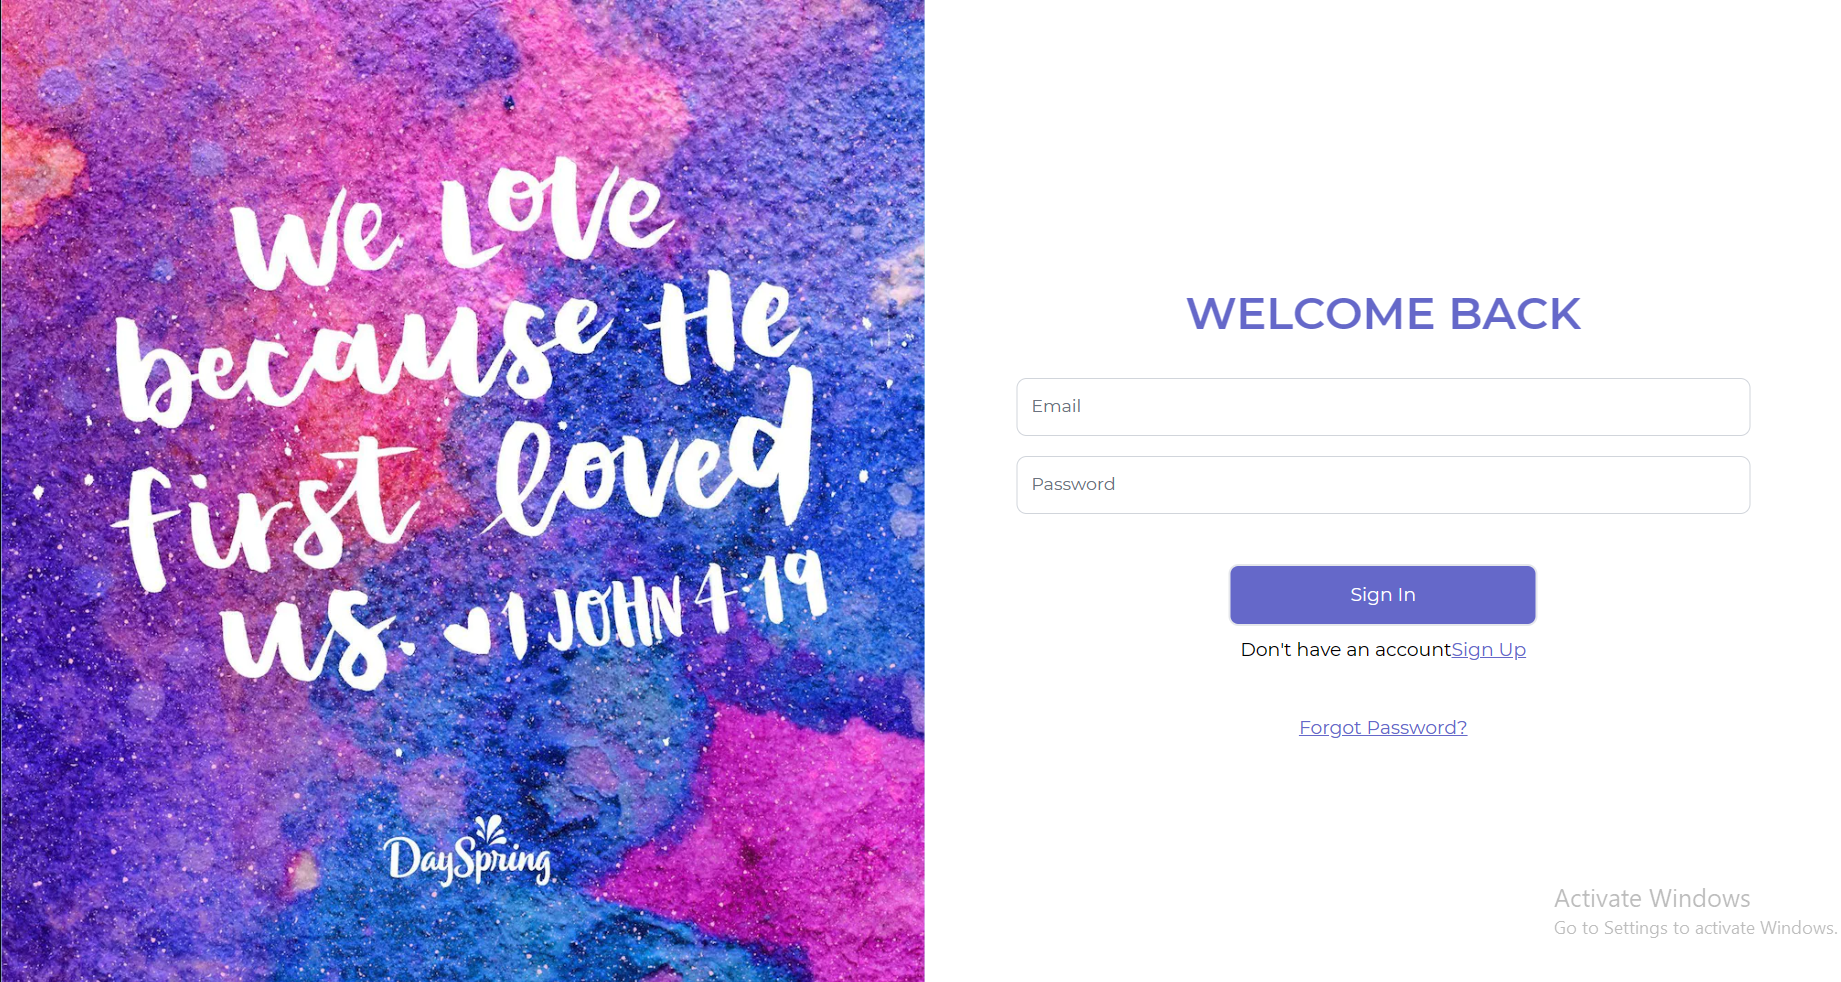 We Love
because He
first loved
us. ♥1 JOHN 4:19
DaySpring
WELCOME BACK
Email
Password
Sign In
Don't have an accountSign Up
Forgot Password?
Activate Windows
Go to Settings to activate Windows.